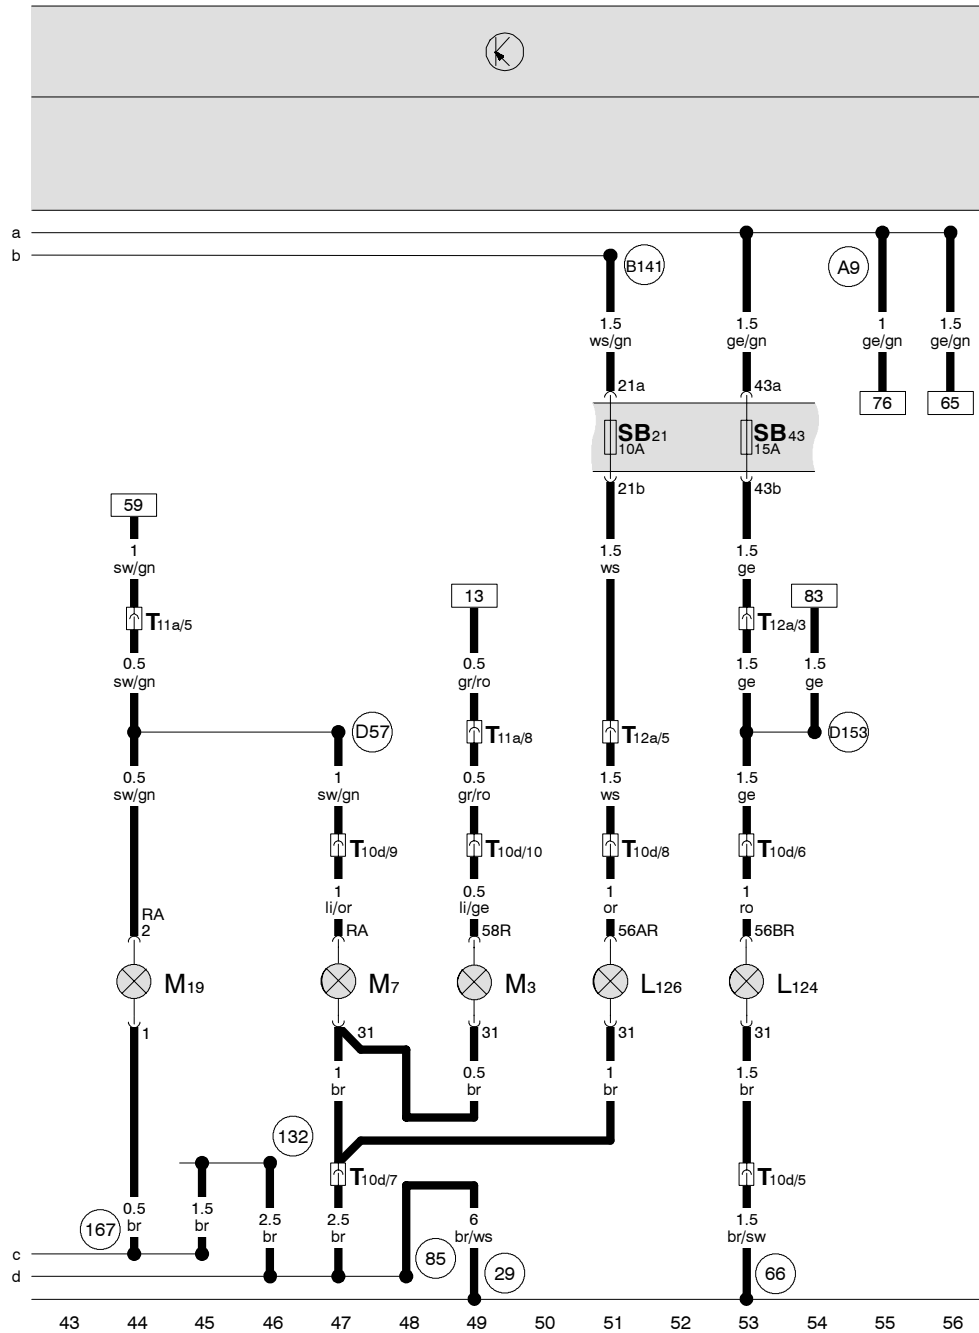 a
b
B141
A9
1.5
ws/gn
1.5
ge/gn
1
ge/gn
1.5
ge/gn
21a
43a
76
65
SB21
10A
SB43
15A
21b
43b
59
1
sw/gn
1.5
ws
1.5
ge
13
83
T11a/5
T12a/3
0.5
sw/gn
0.5
gr/ro
1.5
ge
1.5
ge
D57
T11a/8
T12a/5
D153
0.5
sw/gn
1
sw/gn
0.5
gr/ro
1.5
ws
1.5
ge
T10d/9
T10d/10
T10d/8
T10d/6
1
li/or
0.5
li/ge
1
or
1
ro
RA
2
RA
58R
56AR
56BR
M19
M7
M3
L126
L124
1
31
31
31
31
1
br
0.5
br
1
br
1.5
br
132
T10d/7
T10d/5
167
0.5
br
1.5
br
2.5
br
2.5
br
6
br/ws
1.5
br/sw
c
85
d
29
66
43 44 45 46 47 48 49 50 51 52 53 54 55 56